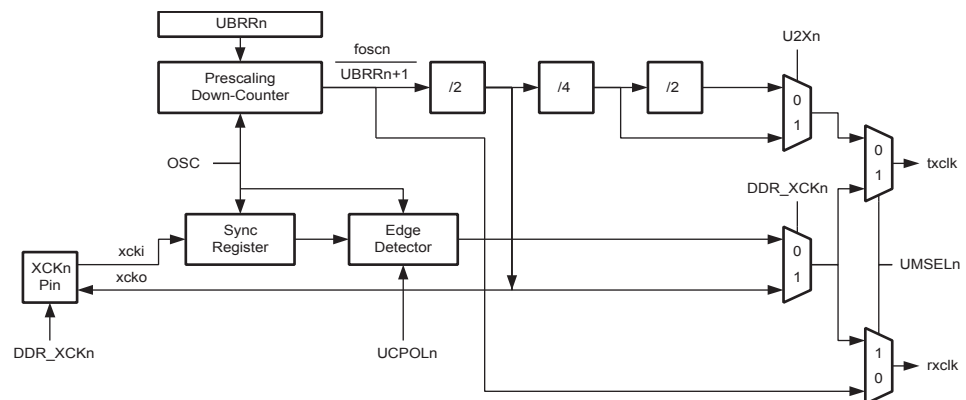 UBRRn
foscn
U2Xn
Prescaling
Down-Counter
UBRRn+1
/2
/4
/2
0
1
OSC
0
1
txclk
DDR_XCKn
xcki
Sync
Register
Edge
Detector
0
1
UMSELn
XCKn
Pin
xcko
DDR_XCKn
UCPOLn
1
0
rxclk